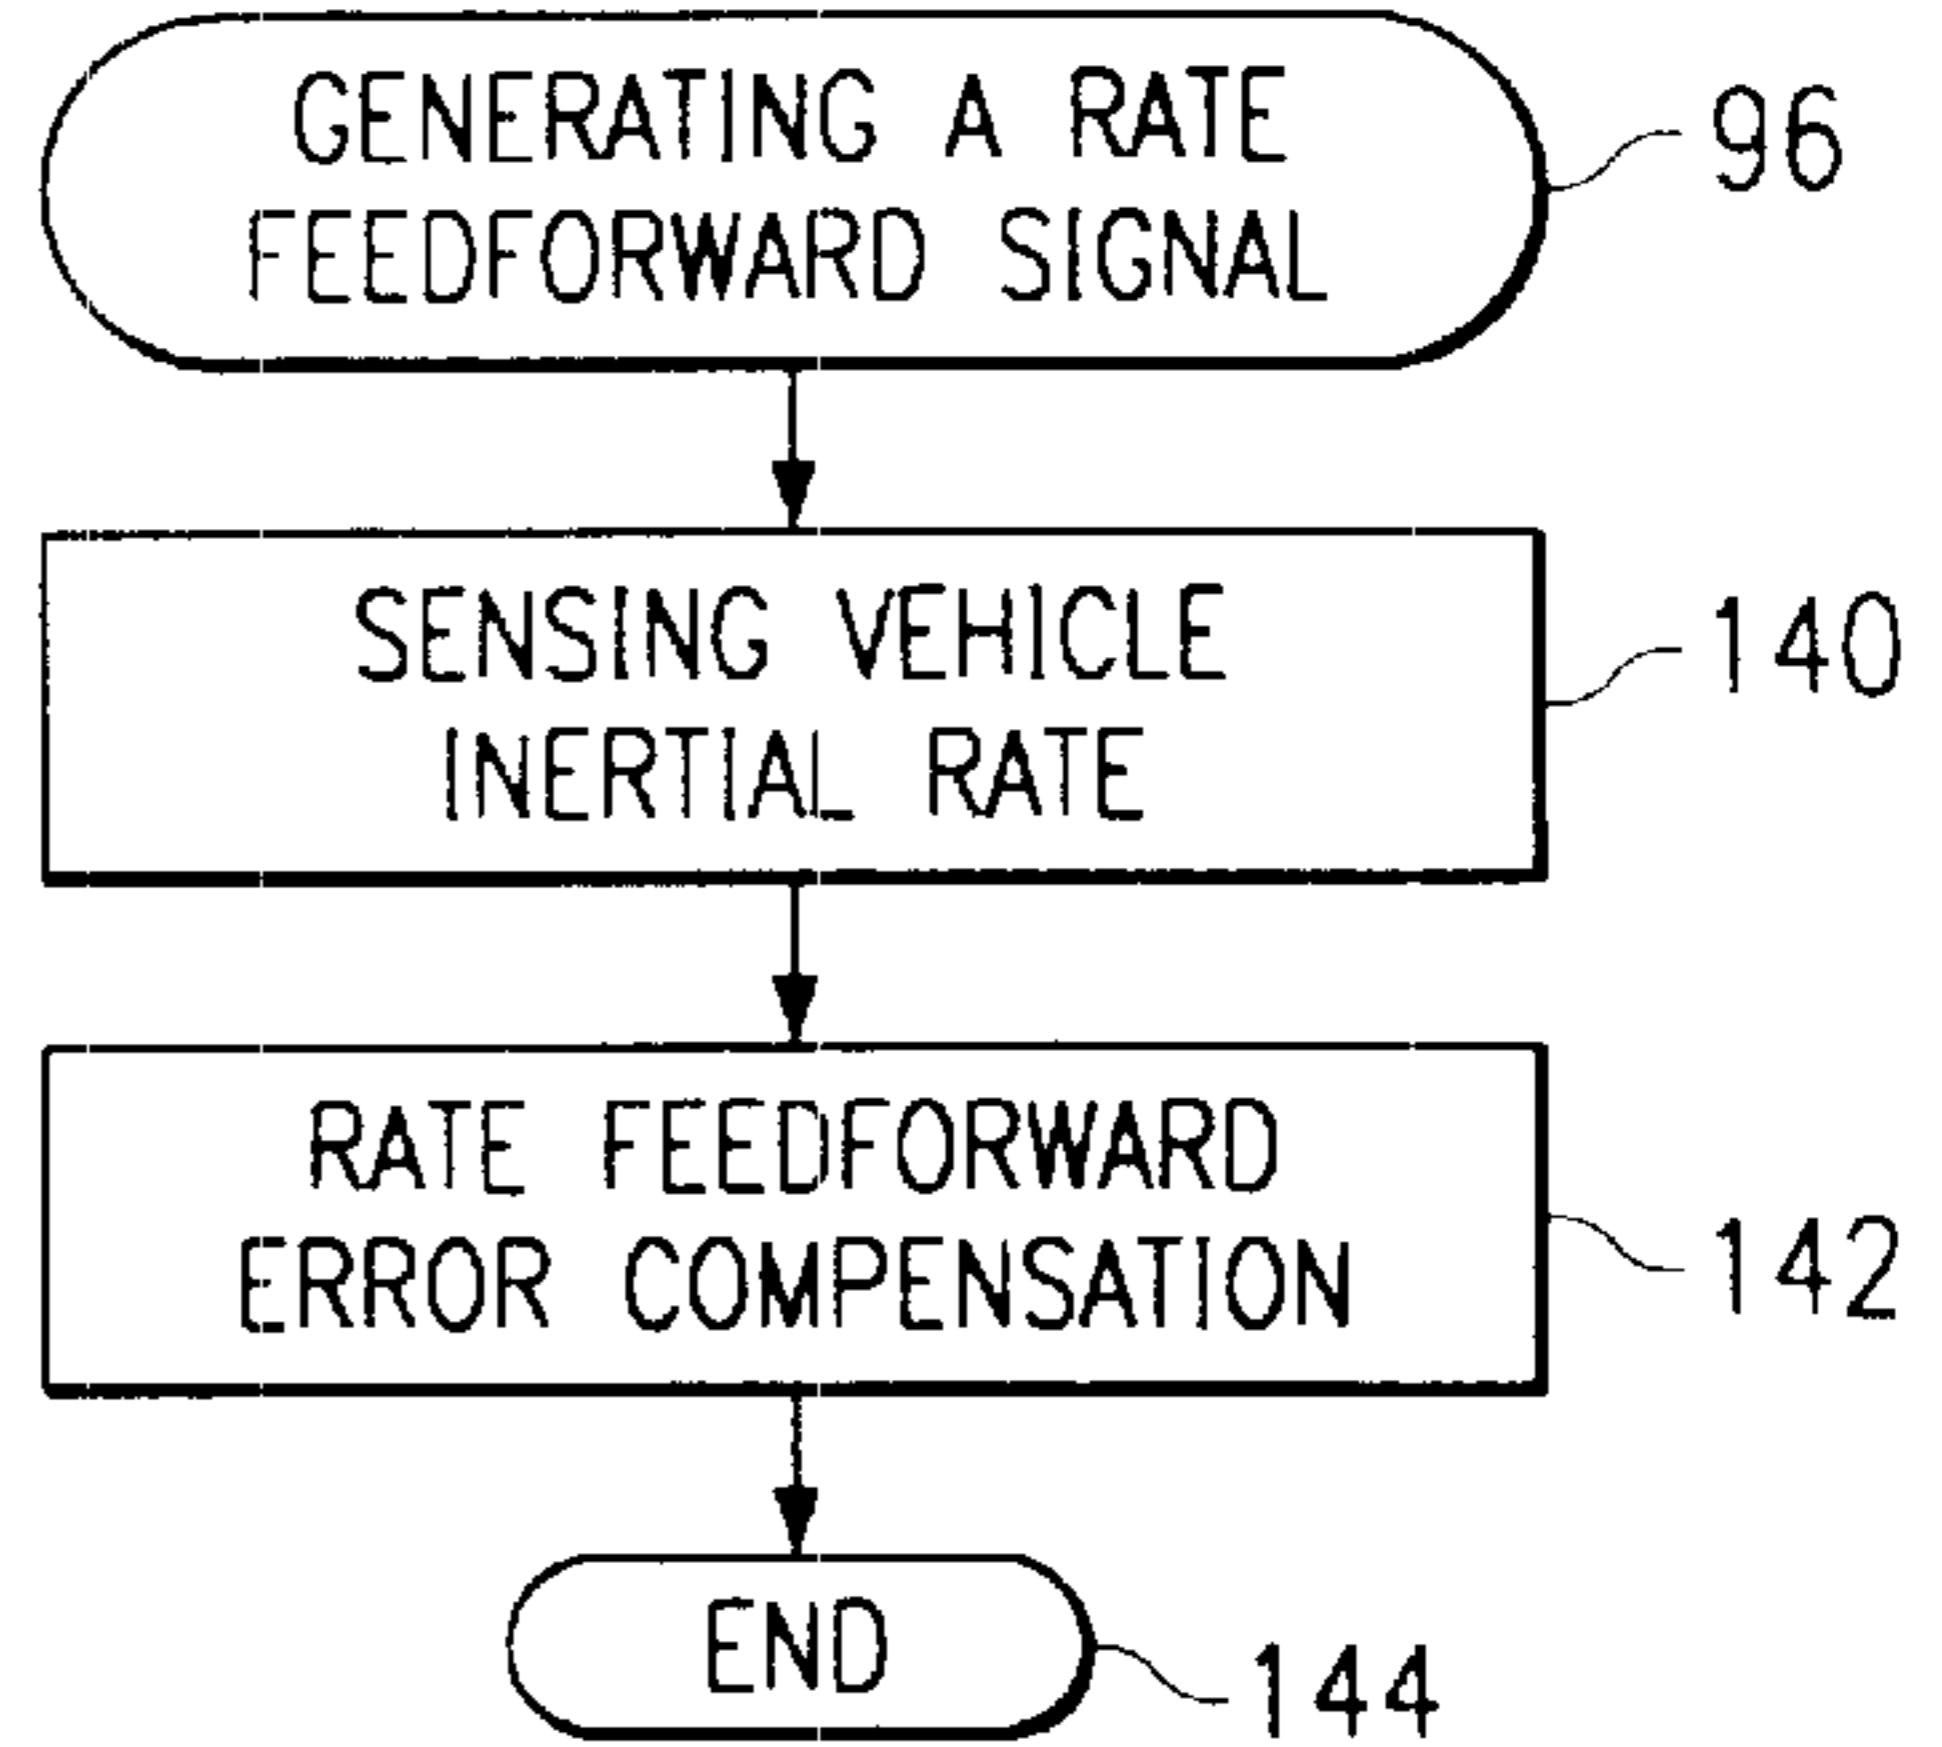 GENERATING A RATE
FEEDFORWARD SIGNAL
96
SENSING VEHICLE
INERTIAL RATE
140
RATE FEEDFORWARD
ERROR COMPENSATION
142
END
144